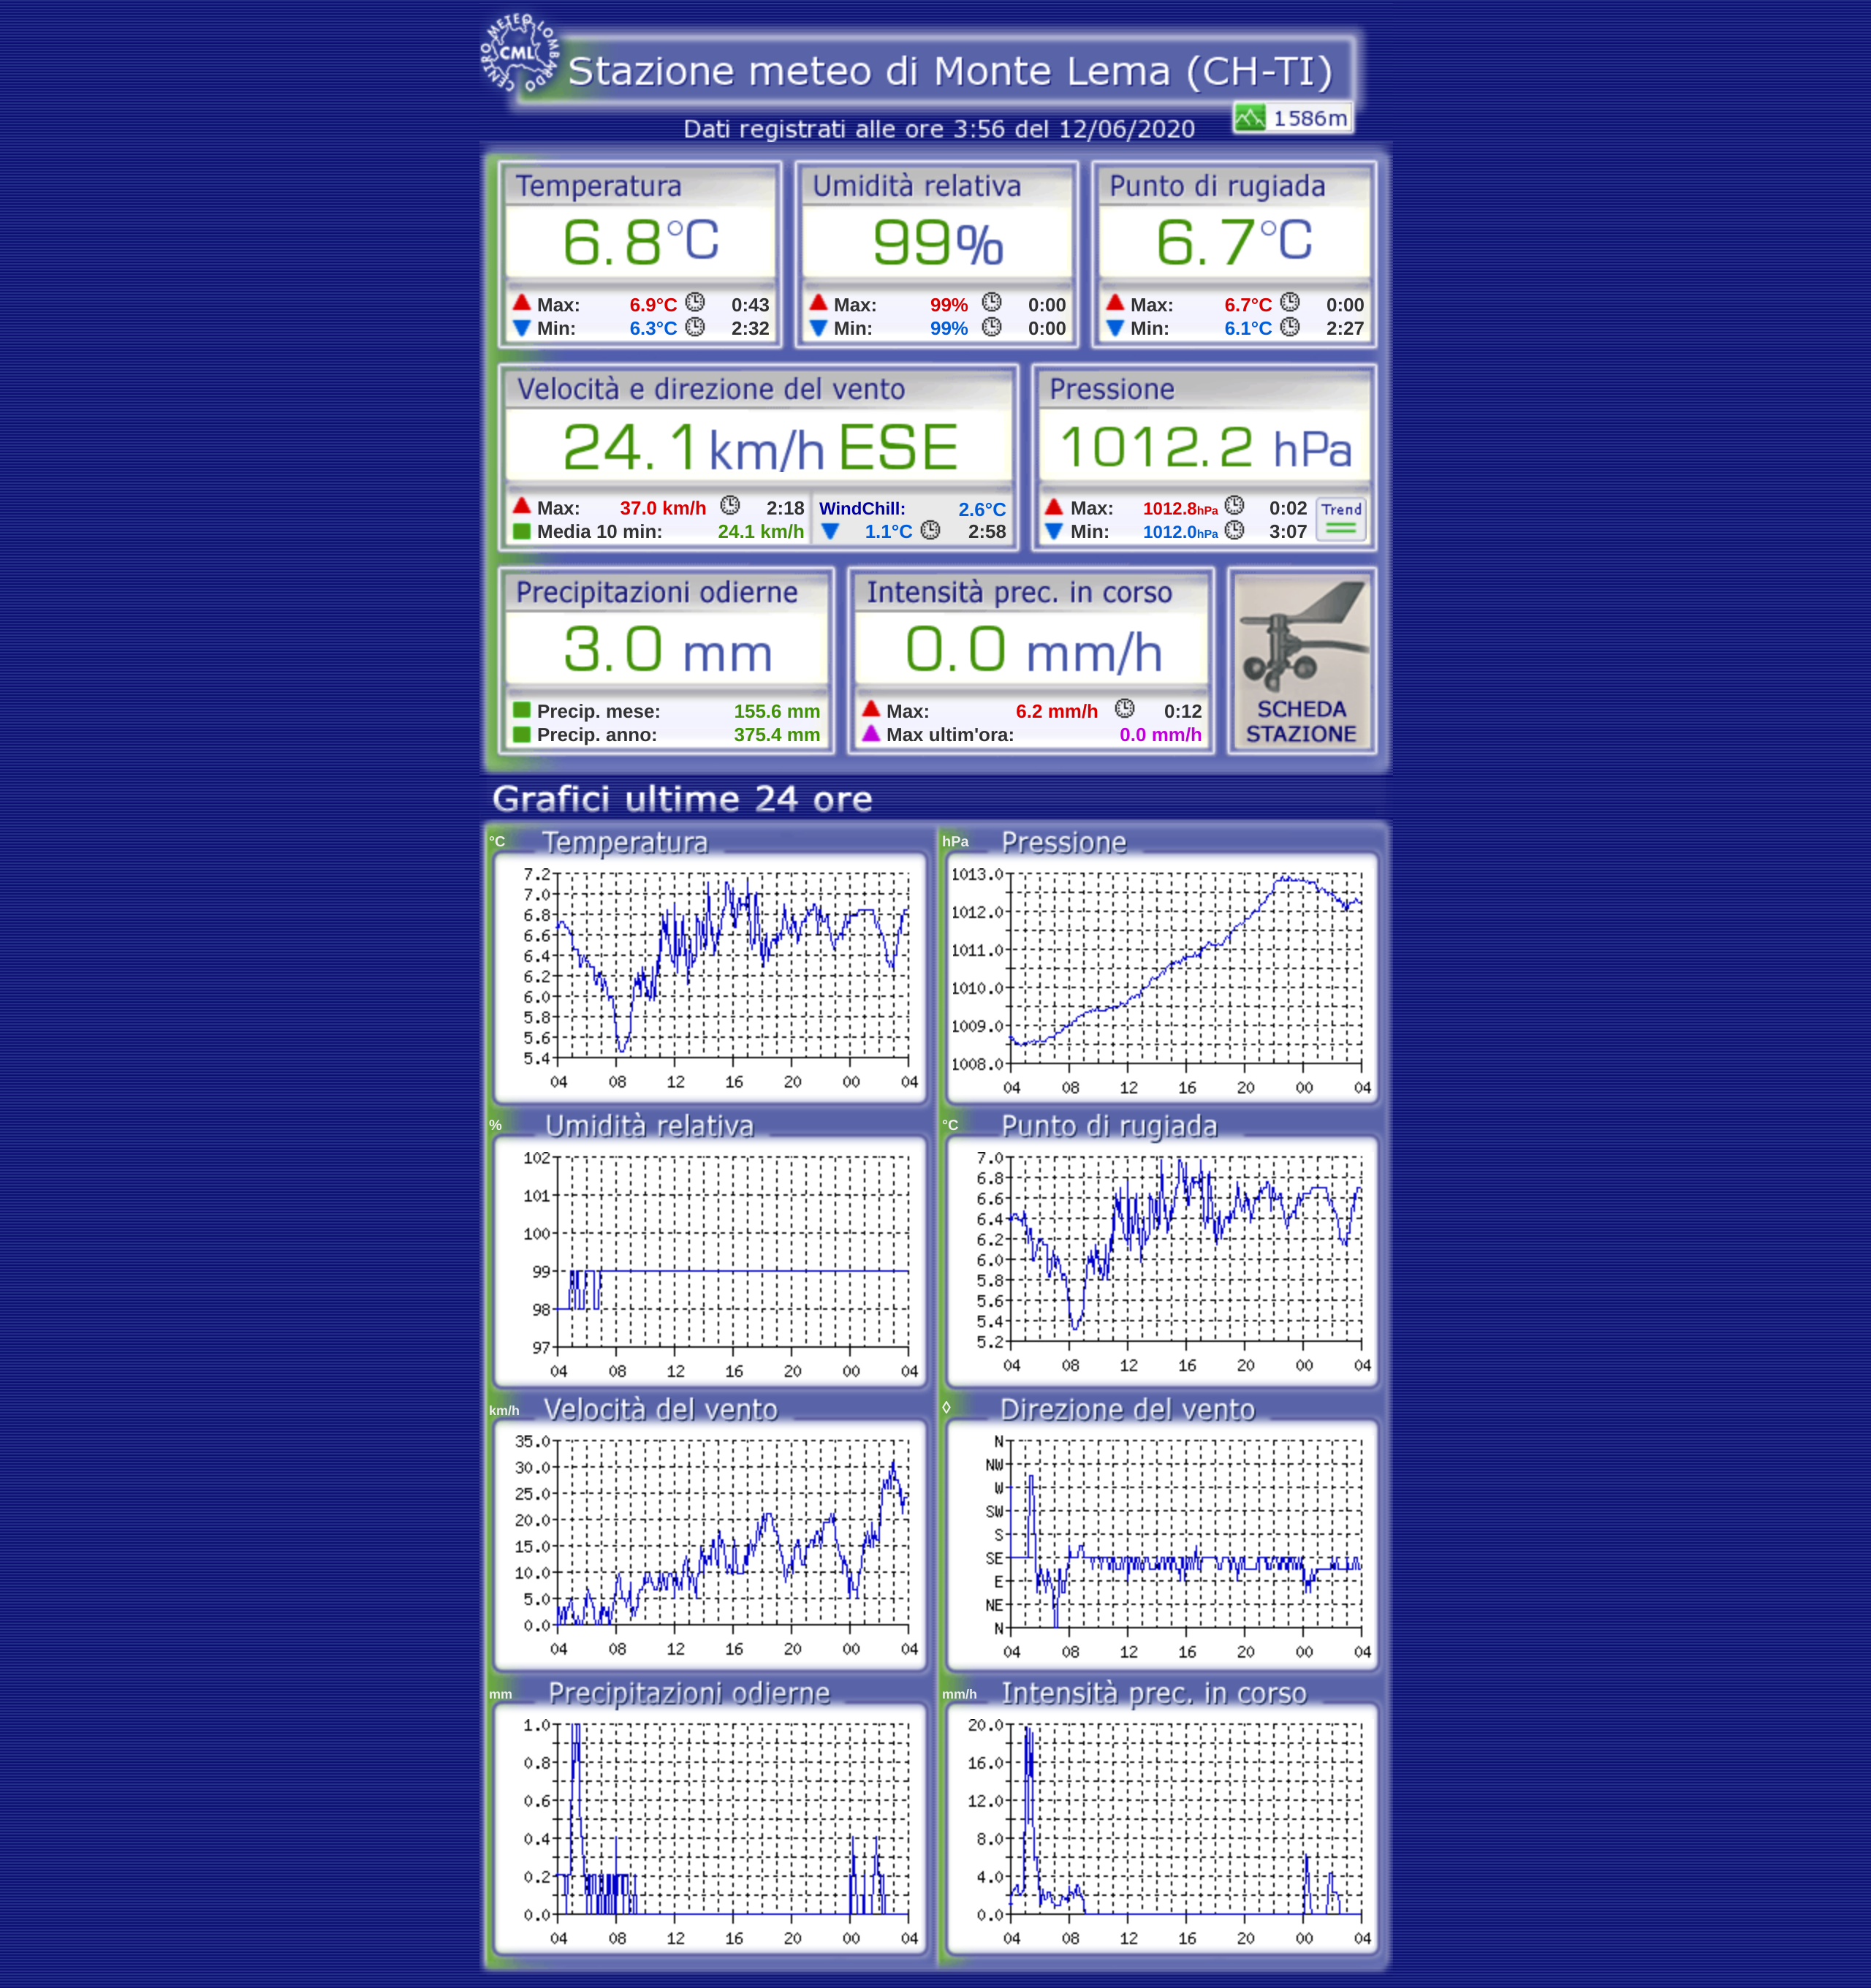 CENTRO METEO LOMBARDO
CML
Stazione meteo di Monte Lema (CH-TI)
1586m
Dati registrati alle ore 3:56 del 12/06/2020
Temperatura Umidità relativa Punto di rugiada
6.8°C 99% 6.7°C
Max: 6.9°C 0:43 Max: 99% 0:00 Max: 6.7°C 0:00
Min: 6.3°C 2:32 Min: 99% 0:00 Min: 6.1°C 2:27
Velocità e direzione del vento Pressione
24.1 km/h ESE 1012.2 hPa
Max: 37.0 km/h 2:18 WindChill: 2.6°C Max: 1012.8hPa 0:02 Trend
Media 10 min: 24.1 km/h 1.1°C 2:58 Min: 1012.0hPa 3:07
Precipitazioni odierne Intensità prec. in corso
3.0 mm 0.0 mm/h
Precip. mese: 155.6 mm Max: 6.2 mm/h 0:12 SCHEDA
Precip. anno: 375.4 mm Max ultim'ora: 0.0 mm/h STAZIONE
Grafici ultime 24 ore
°C Temperatura
7.2
7.0
6.8
6.6
6.4
6.2
6.0
5.8
5.6
5.4
04 08 12 16 20 00 04
hPa Pressione
1013.0
1012.0
1011.0
1010.0
1009.0
1008.0
04 08 12 16 20 00 04
% Umidità relativa
102
101
100
99
98
97
04 08 12 16 20 00 04
°C Punto di rugiada
7.0
6.8
6.6
6.4
6.2
6.0
5.8
5.6
5.4
5.2
04 08 12 16 20 00 04
km/h Velocità del vento
35.0
30.0
25.0
20.0
15.0
10.0
5.0
0.0
04 08 12 16 20 00 04
◊ Direzione del vento
N
NW
W
SW
S
SE
E
NE
N
04 08 12 16 20 00 04
mm Precipitazioni odierne
1.0
0.8
0.6
0.4
0.2
0.0
04 08 12 16 20 00 04
mm/h Intensità prec. in corso
20.0
16.0
12.0
8.0
4.0
0.0
04 08 12 16 20 00 04